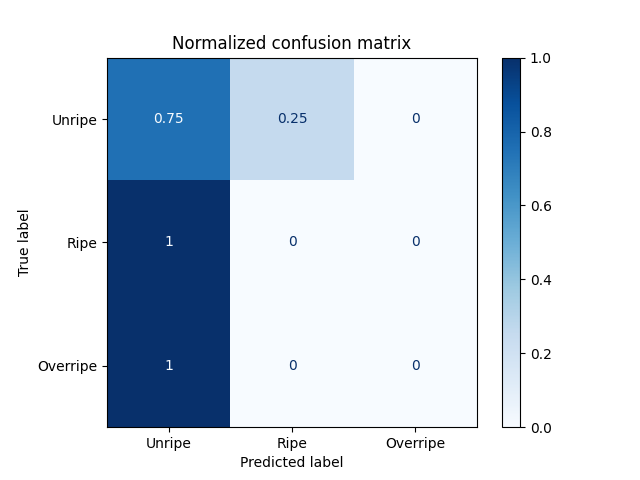 Normalized confusion matrix
True label
Unripe
Ripe
Overripe
0.75 0.25 0
1 0 0
1 0 0
Unripe Ripe Overripe
Predicted label
1.0
0.8
0.6
0.4
0.2
0.0